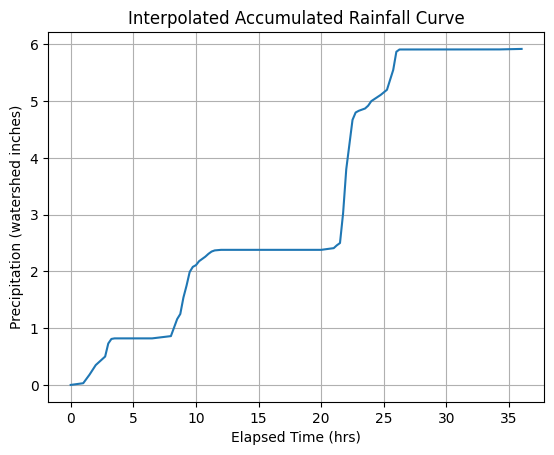 Interpolated Accumulated Rainfall Curve
Precipitation (watershed inches)
6
5
4
3
2
1
0
0 5 10 15 20 25 30 35
Elapsed Time (hrs)